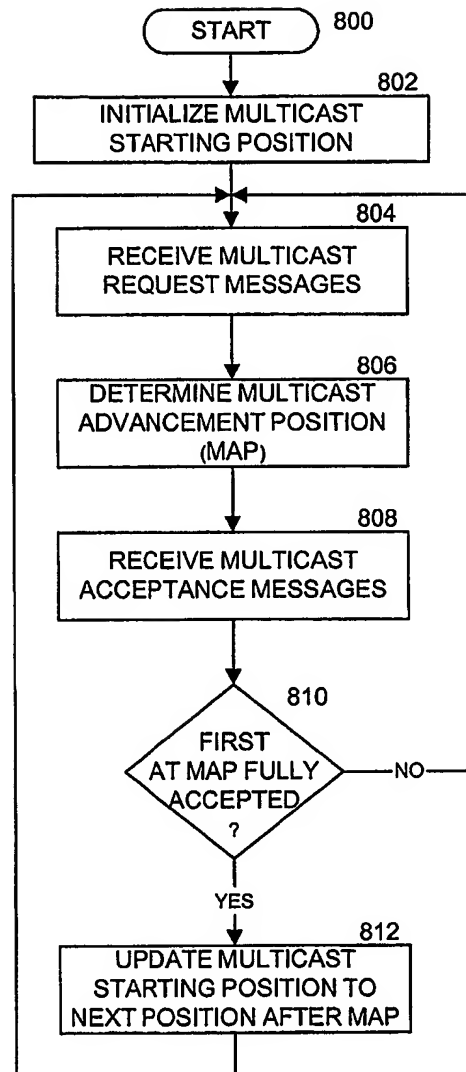 START
800
802
INITIALIZE MULTICAST
STARTING POSITION
804
RECEIVE MULTICAST
REQUEST MESSAGES
806
DETERMINE MULTICAST
ADVANCEMENT POSITION
(MAP)
808
RECEIVE MULTICAST
ACCEPTANCE MESSAGES
810
FIRST
AT MAP FULLY
ACCEPTED
?
NO
YES
812
UPDATE MULTICAST
STARTING POSITION TO
NEXT POSITION AFTER MAP